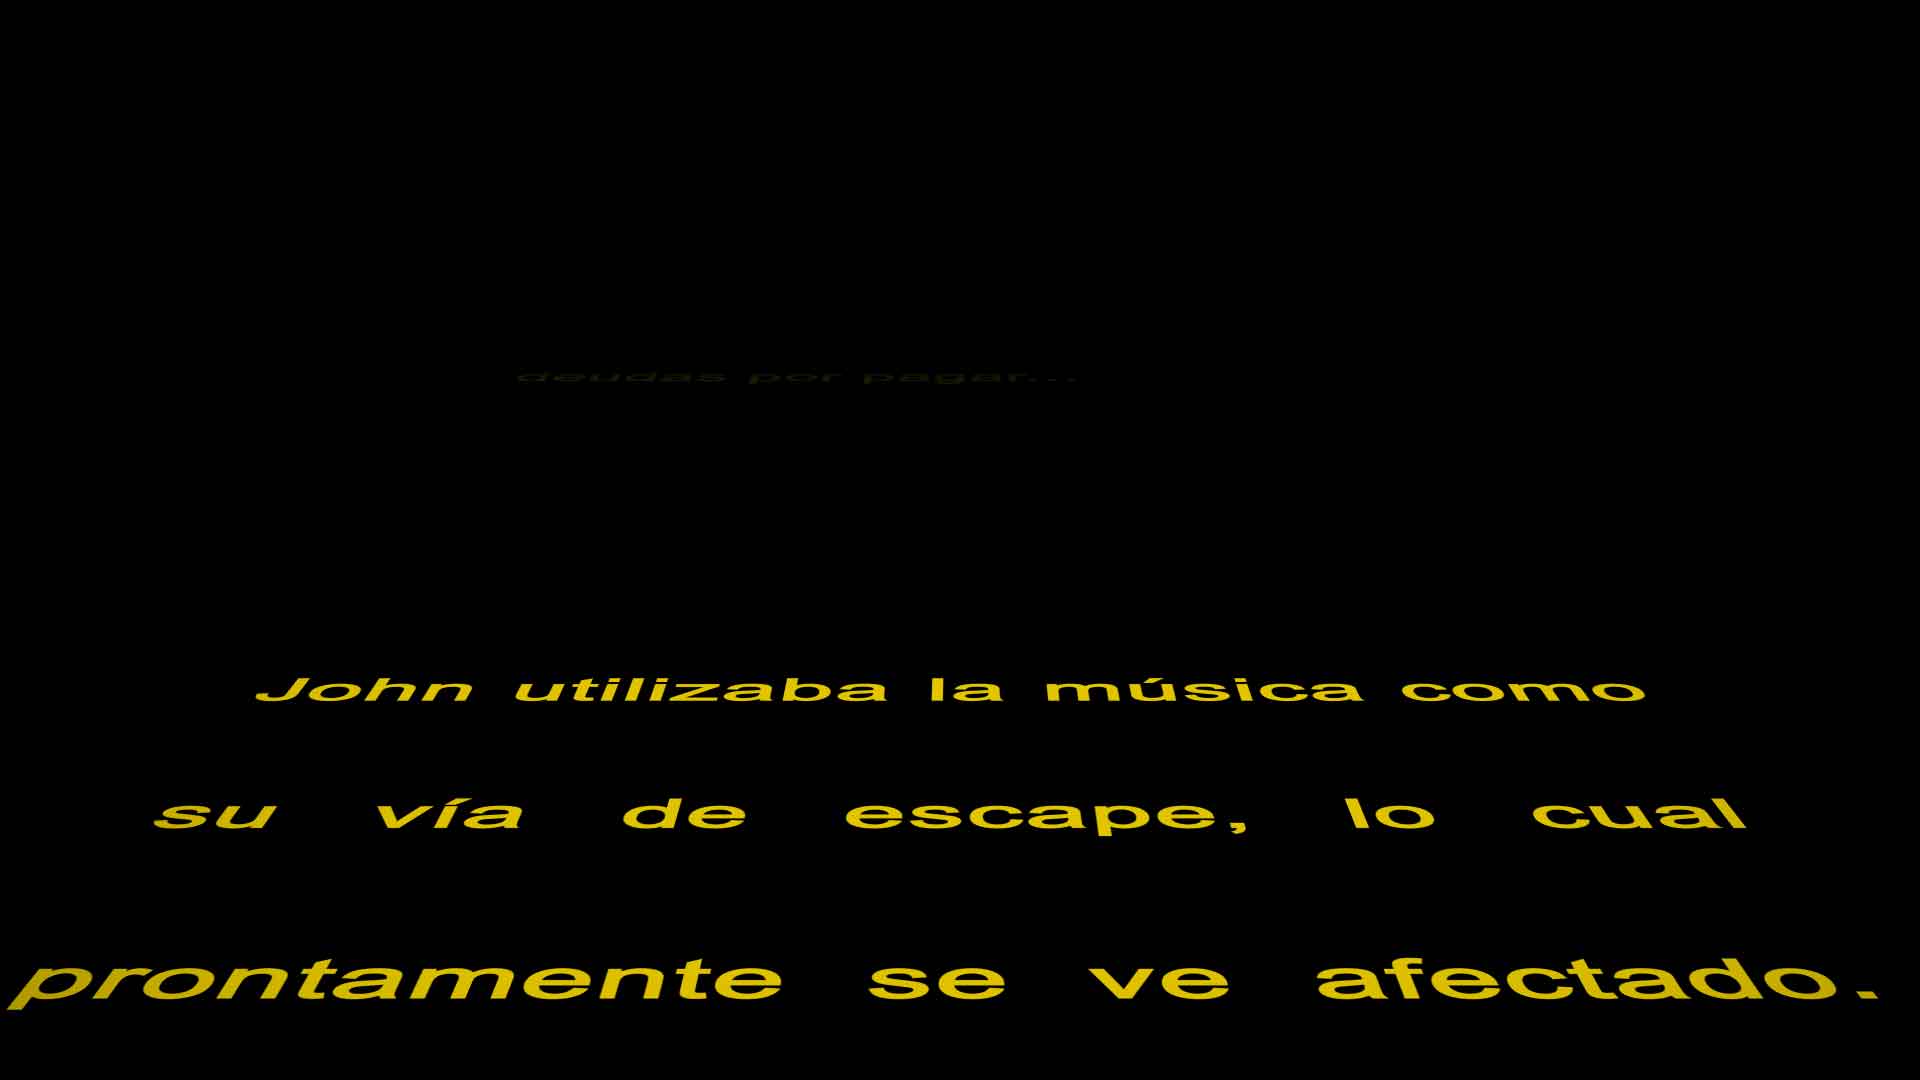 deudas por pagar...
John utilizaba la música como
su vía de escape, lo cual
prontamente se ve afectado.